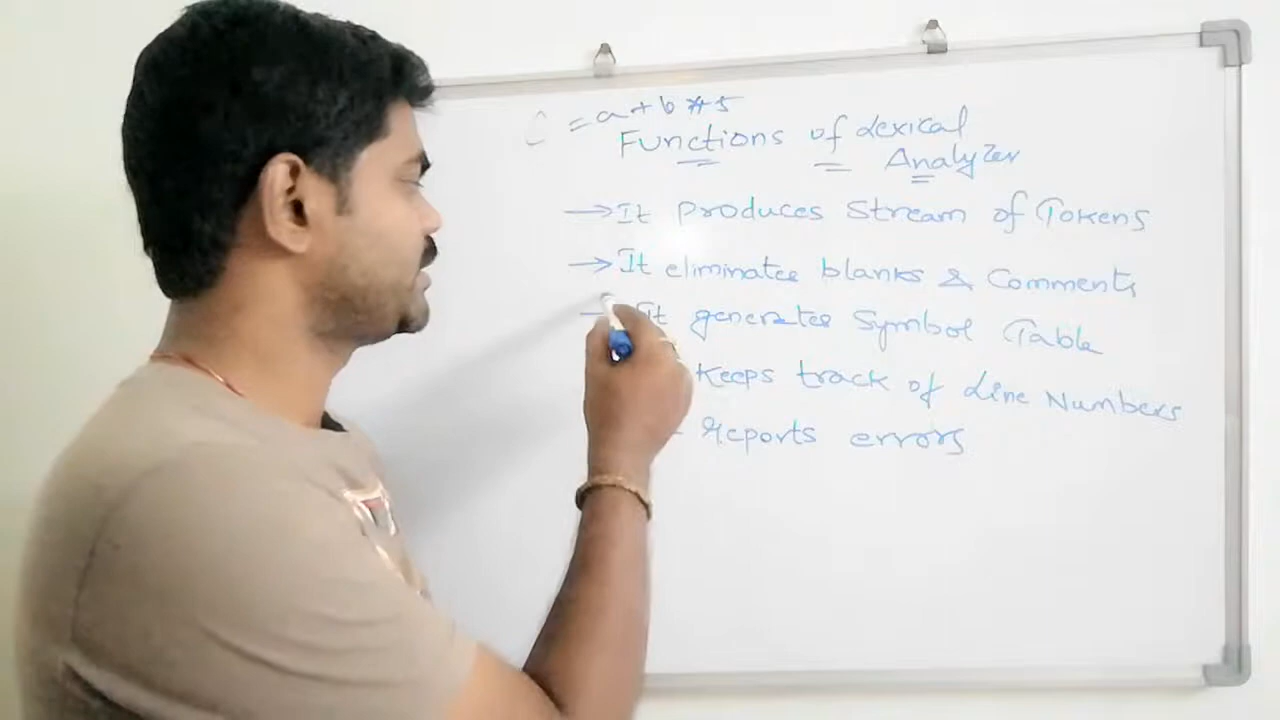 c = a + b * 5
Functions of Lexical
Analyzer
→ It produces stream of Tokens
→ It eliminates blanks & Comments
It generates Symbol Table
Keeps track of Line Numbers
reports errors